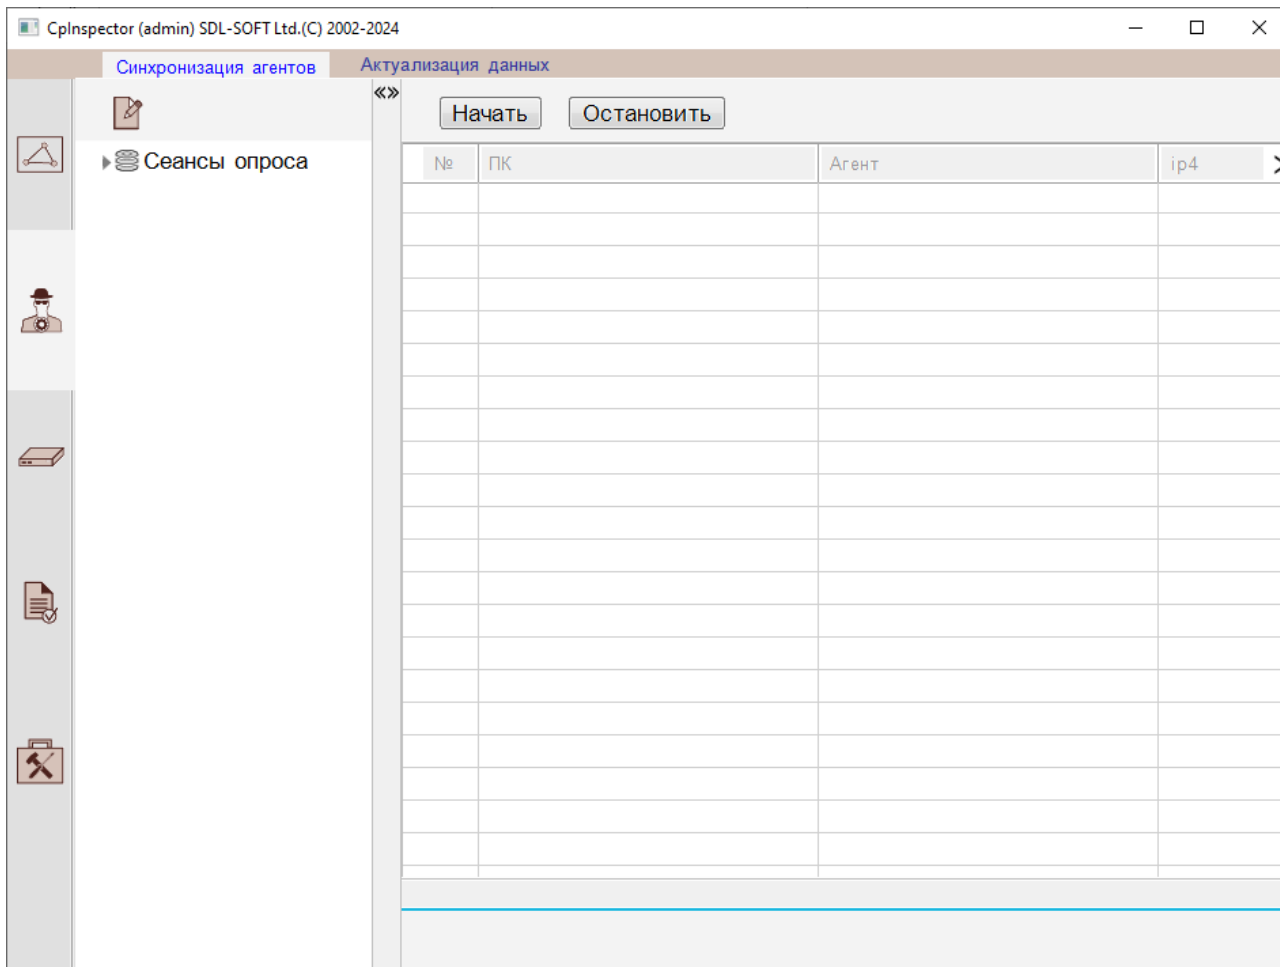 CpInspector (admin) SDL-SOFT Ltd.(C) 2002-2024
Синхронизация агентов Актуализация данных
Начать Остановить
Сеансы опроса
№ ПК Агент ip4